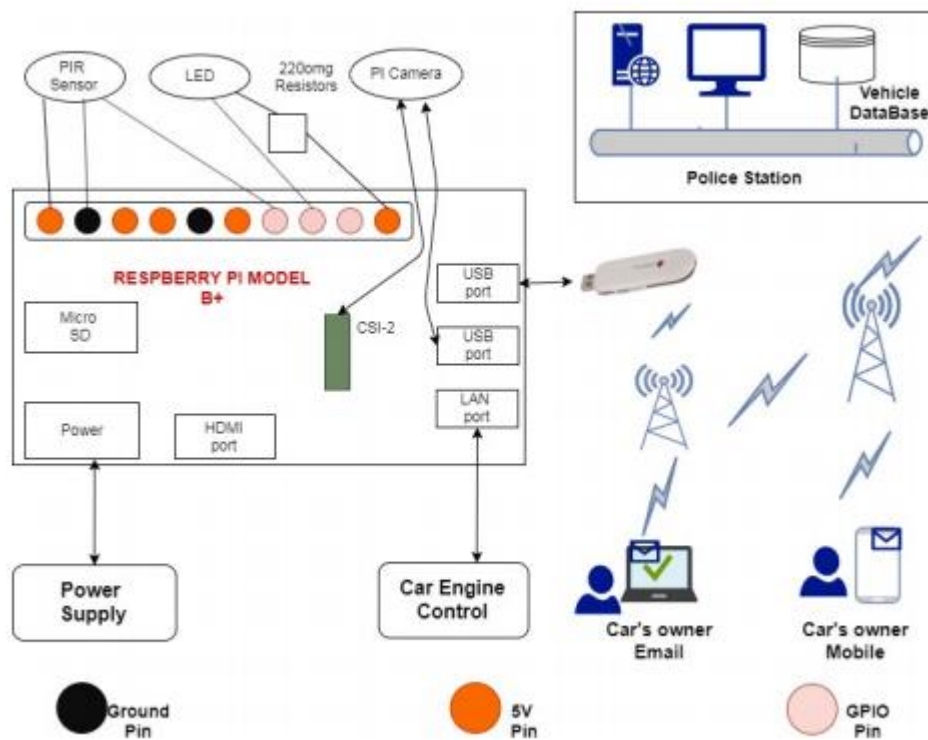 PIR
Sensor
LED
220omg
Resistors
PI Camera
Vehicle
DataBase
Police Station
RESPBERRY PI MODEL
B+
USB
port
Micro
SD
CSI-2
USB
port
LAN
port
Power
HDMI
port
Power
Supply
Car Engine
Control
Car's owner
Email
Car's owner
Mobile
Ground
Pin
5V
Pin
GPIO
Pin